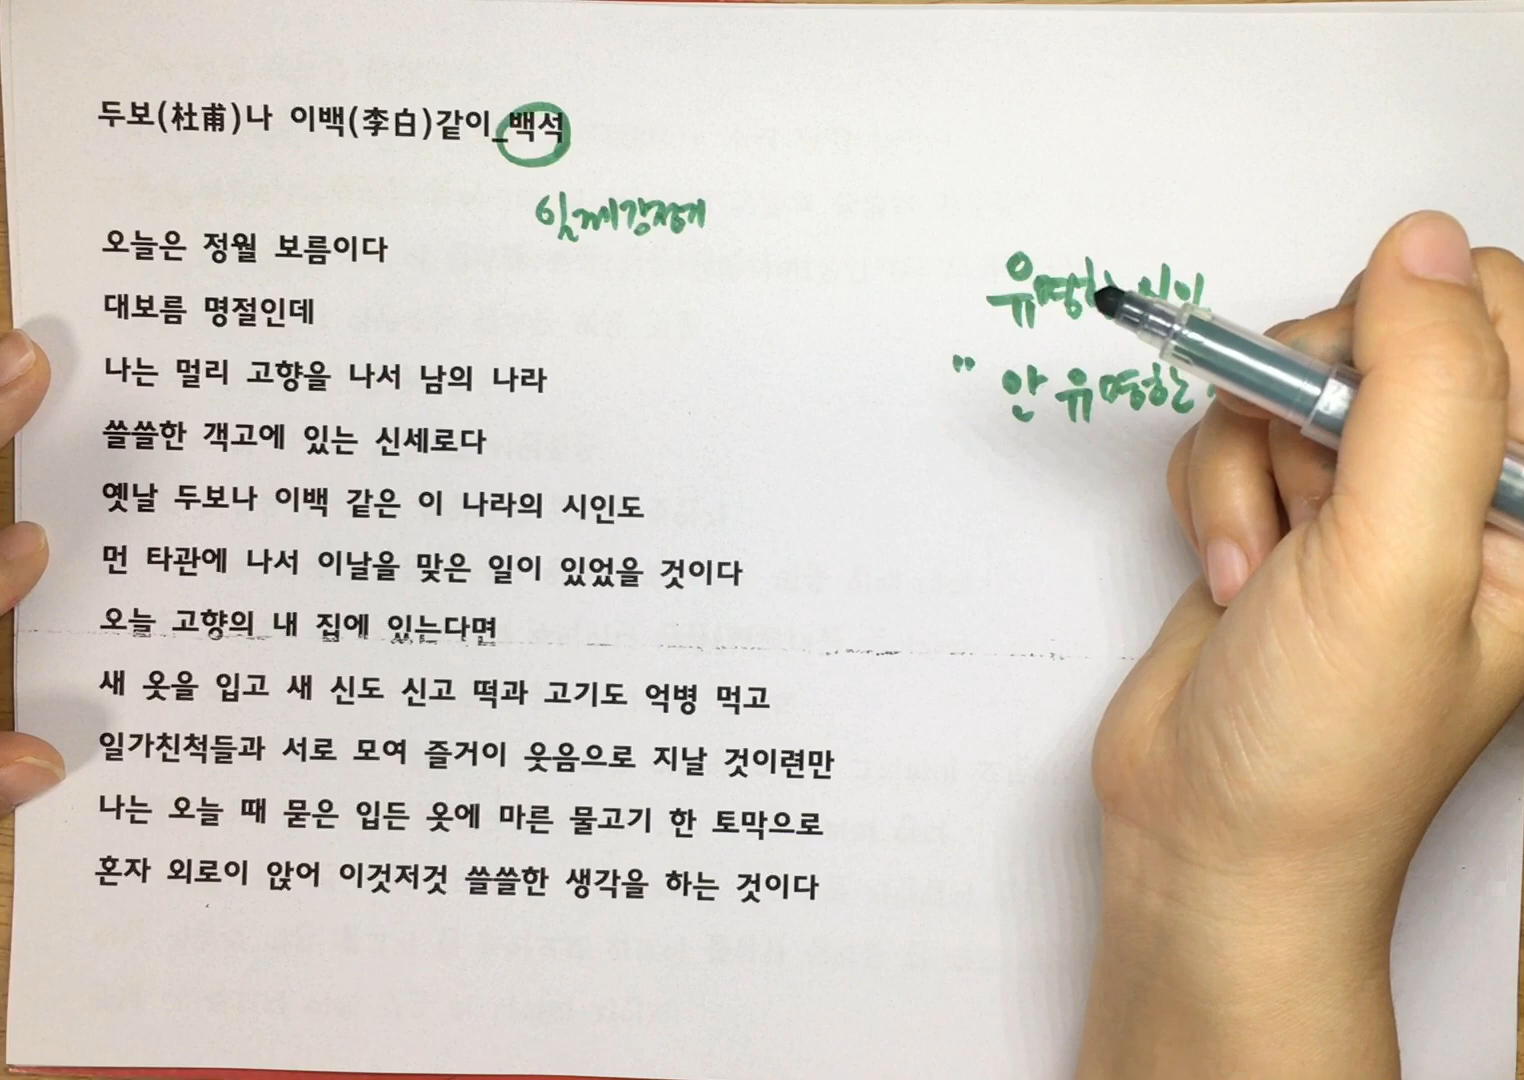 두보(杜甫)나 이백(李白)같이_백석
일제강점기
오늘은 정월 보름이다
대보름 명절인데
나는 멀리 고향을 나서 남의 나라
쓸쓸한 객고에 있는 신세로다
옛날 두보나 이백 같은 이 나라의 시인도
먼 타관에 나서 이날을 맞은 일이 있었을 것이다
오늘 고향의 내 집에 있는다면
새 옷을 입고 새 신도 신고 떡과 고기도 억병 먹고
일가친척들과 서로 모여 즐거이 웃음으로 지날 것이련만
나는 오늘 때 묻은 입든 옷에 마른 물고기 한 토막으로
혼자 외로이 앉어 이것저것 쓸쓸한 생각을 하는 것이다
유명한 시인
" 안 유명한